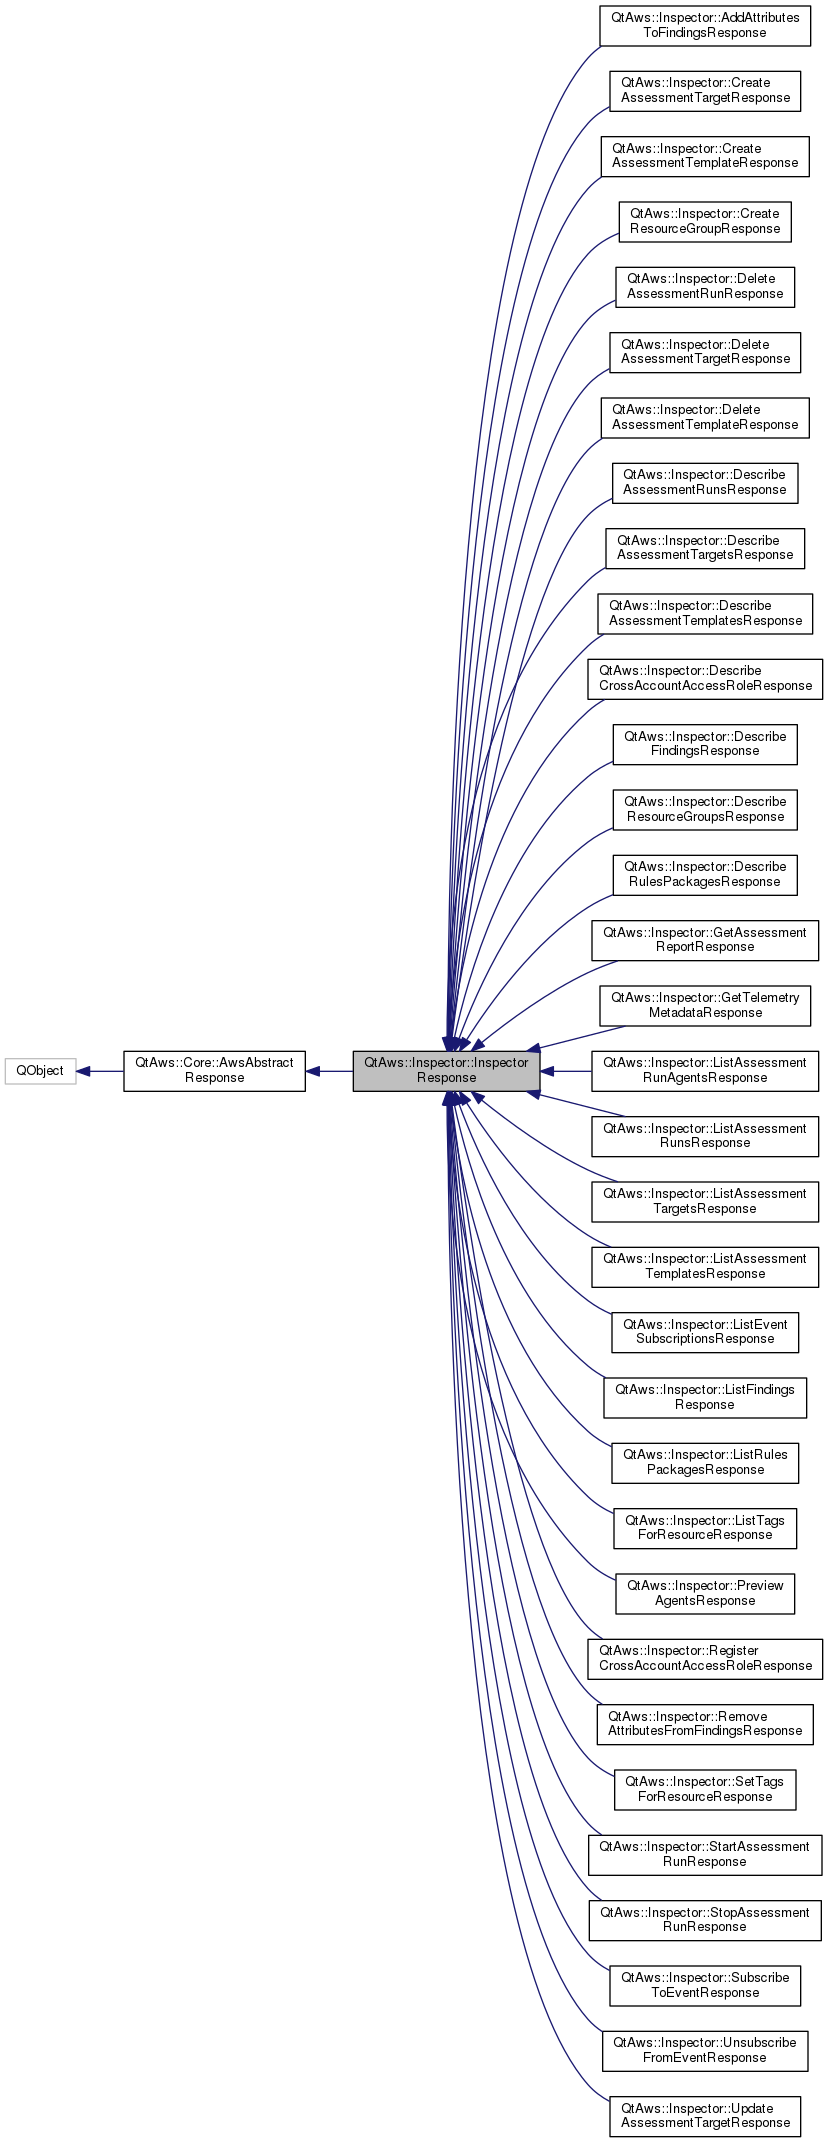 QObject
QtAws::Core::AwsAbstract
Response
QtAws::Inspector::Inspector
Response
QtAws::Inspector::AddAttributes
ToFindingsResponse
QtAws::Inspector::Create
AssessmentTargetResponse
QtAws::Inspector::Create
AssessmentTemplateResponse
QtAws::Inspector::Create
ResourceGroupResponse
QtAws::Inspector::Delete
AssessmentRunResponse
QtAws::Inspector::Delete
AssessmentTargetResponse
QtAws::Inspector::Delete
AssessmentTemplateResponse
QtAws::Inspector::Describe
AssessmentRunsResponse
QtAws::Inspector::Describe
AssessmentTargetsResponse
QtAws::Inspector::Describe
AssessmentTemplatesResponse
QtAws::Inspector::Describe
CrossAccountAccessRoleResponse
QtAws::Inspector::Describe
FindingsResponse
QtAws::Inspector::Describe
ResourceGroupsResponse
QtAws::Inspector::Describe
RulesPackagesResponse
QtAws::Inspector::GetAssessment
ReportResponse
QtAws::Inspector::GetTelemetry
MetadataResponse
QtAws::Inspector::ListAssessment
RunAgentsResponse
QtAws::Inspector::ListAssessment
RunsResponse
QtAws::Inspector::ListAssessment
TargetsResponse
QtAws::Inspector::ListAssessment
TemplatesResponse
QtAws::Inspector::ListEvent
SubscriptionsResponse
QtAws::Inspector::ListFindings
Response
QtAws::Inspector::ListRules
PackagesResponse
QtAws::Inspector::ListTags
ForResourceResponse
QtAws::Inspector::Preview
AgentsResponse
QtAws::Inspector::Register
CrossAccountAccessRoleResponse
QtAws::Inspector::Remove
AttributesFromFindingsResponse
QtAws::Inspector::SetTags
ForResourceResponse
QtAws::Inspector::StartAssessment
RunResponse
QtAws::Inspector::StopAssessment
RunResponse
QtAws::Inspector::Subscribe
ToEventResponse
QtAws::Inspector::Unsubscribe
FromEventResponse
QtAws::Inspector::Update
AssessmentTargetResponse